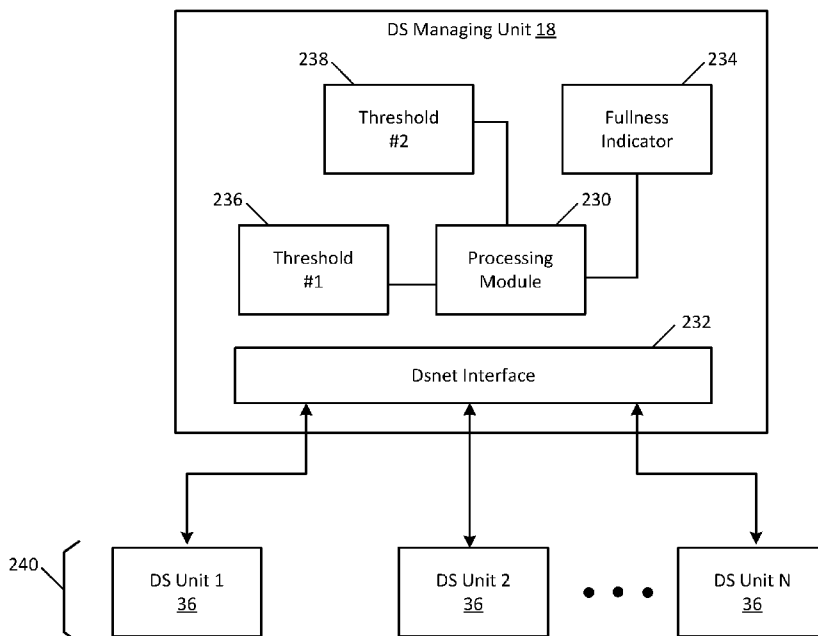 DS Managing Unit 18
238
234
Threshold
#2
Fullness
Indicator
236
230
Threshold
#1
Processing
Module
232
Dsnet Interface
240
DS Unit 1
36
DS Unit 2
36
DS Unit N
36